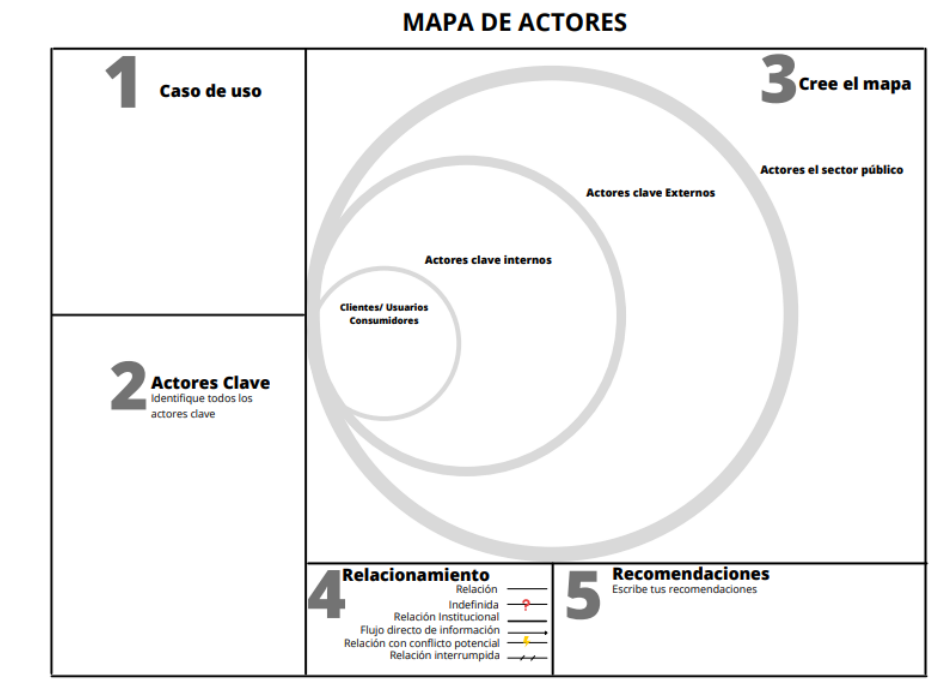 MAPA DE ACTORES
1 Caso de uso
2 Actores Clave
Identifique todos los
actores clave
3 Cree el mapa
Actores el sector público
Actores clave Externos
Actores clave internos
Clientes/ Usuarios
Consumidores
4 Relacionamiento
Relación
Indefinida
?
Relación Institucional
Flujo directo de información
Relación con conflicto potencial
Relación interrumpida
5 Recomendaciones
Escribe tus recomendaciones